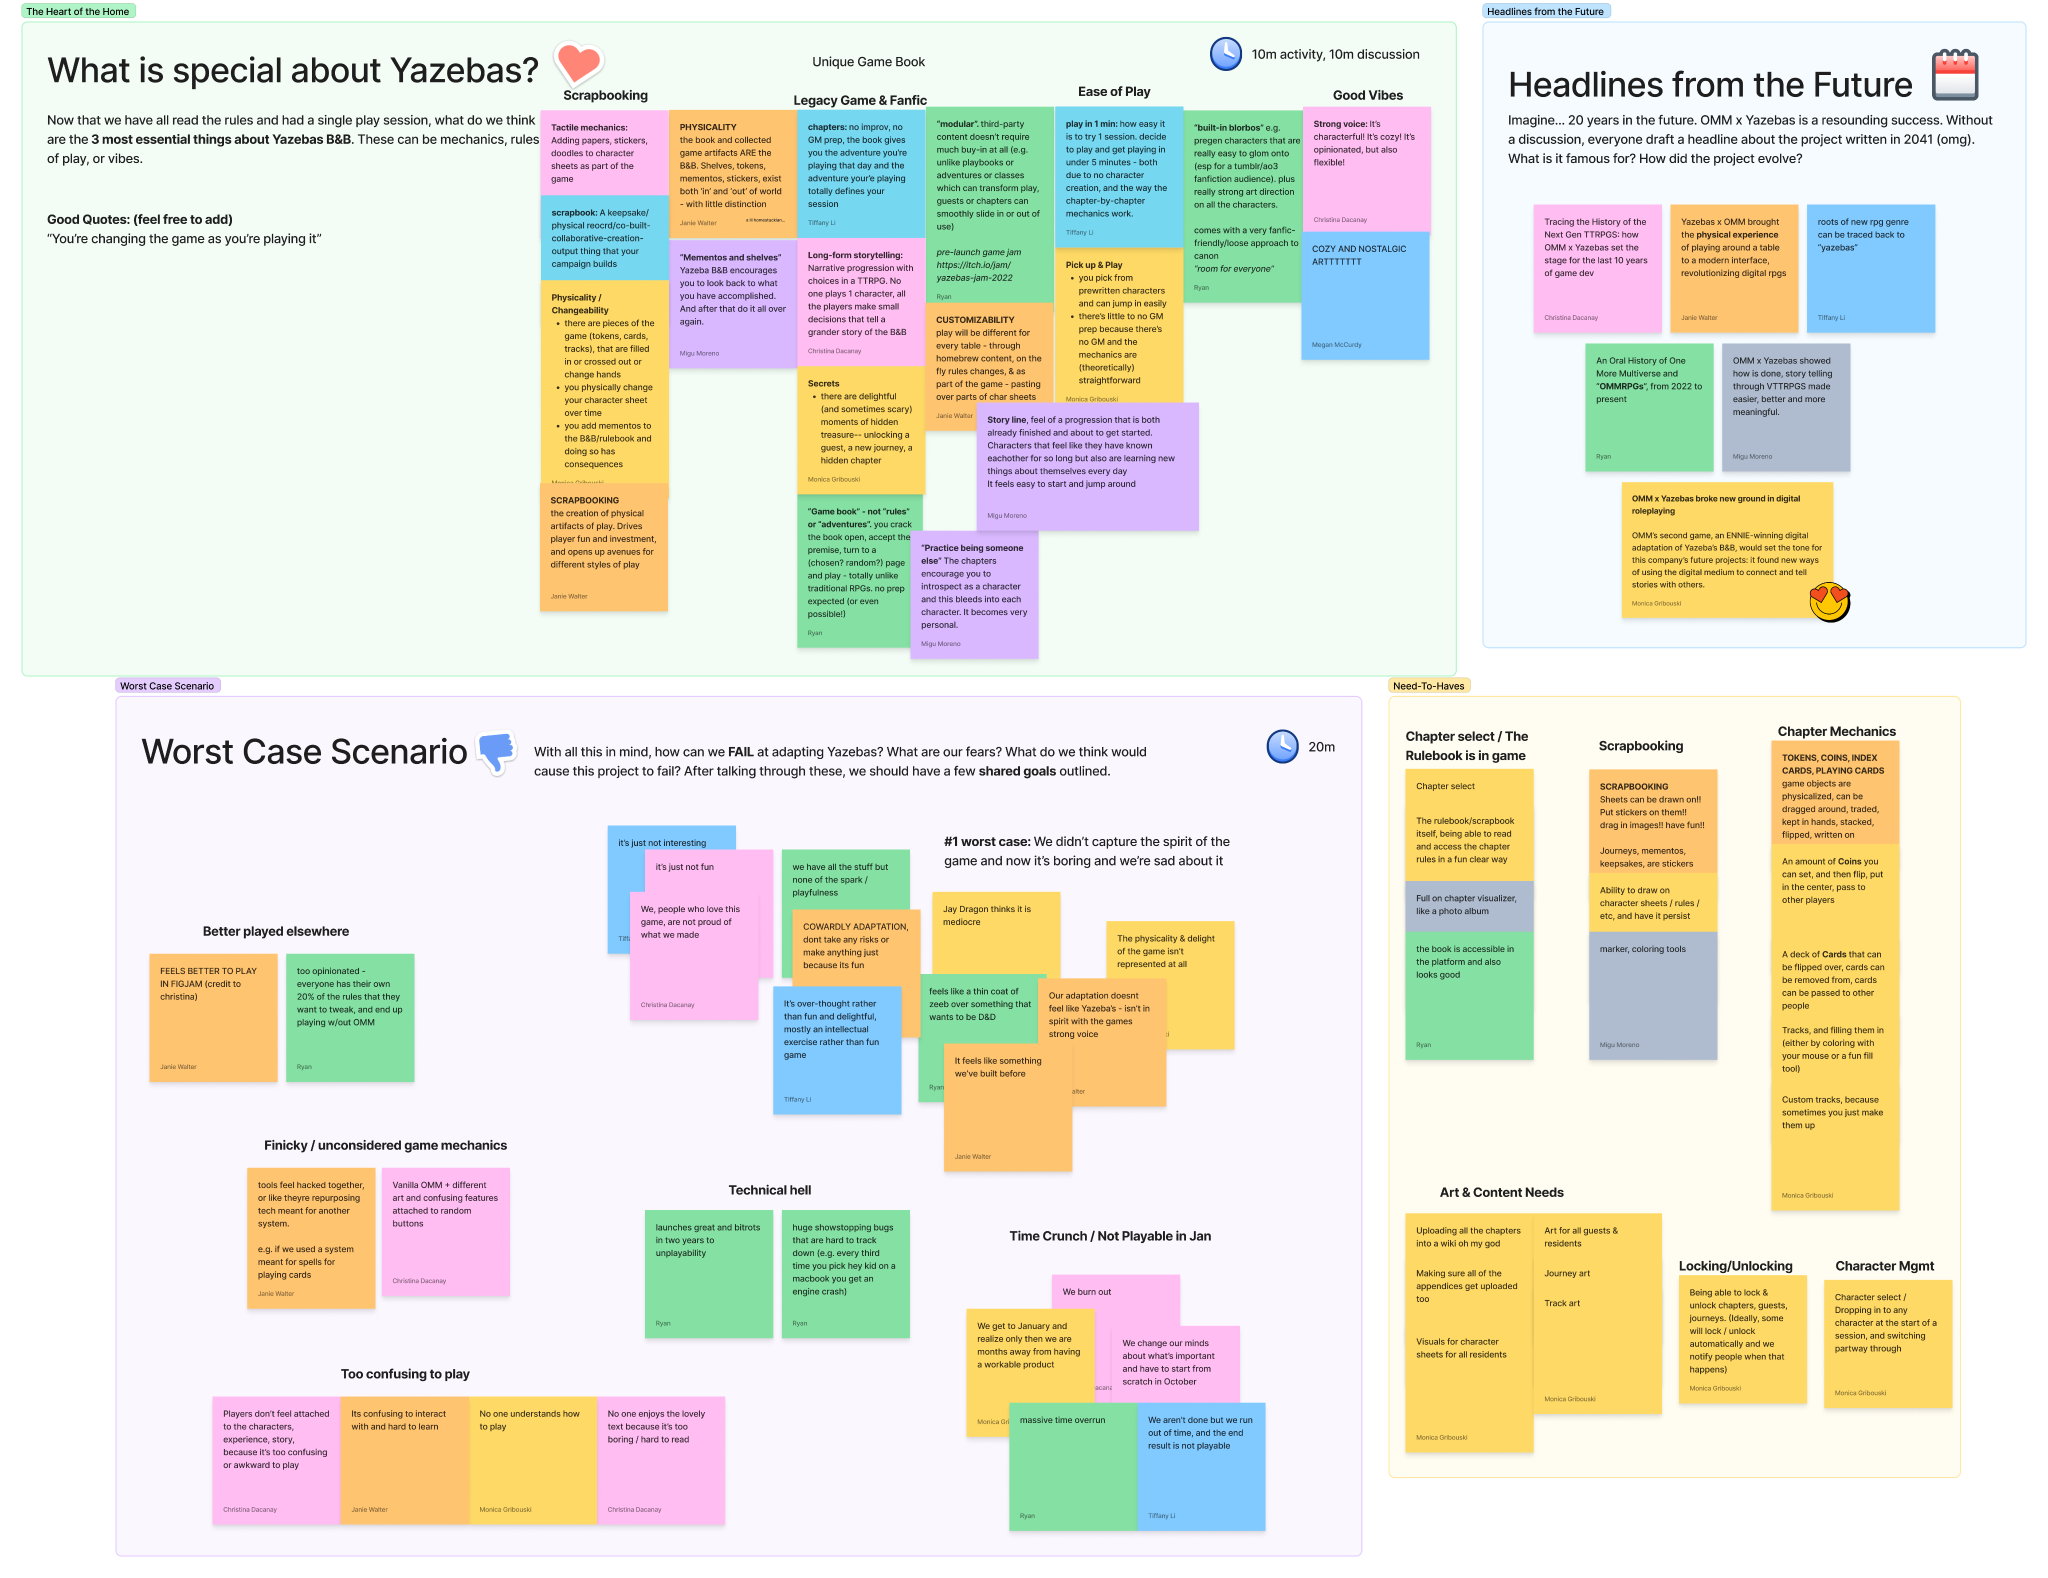 The Heart of the Home
What is special about Yazebas?
Now that we have all read the rules and had a single play session, what do we think
are the 3 most essential things about Yazebas B&B. These can be mechanics, rules
of play, or vibes.
Good Quotes: (feel free to add)
“You’re changing the game as you’re playing it”
Unique Game Book
10m activity, 10m discussion
Scrapbooking
Tactile mechanics:
Adding papers, stickers,
doodles to character
sheets as part of the
game
scrapbook: A keepsake/
physical reocrd/co-built-
collaborative-creation-
output thing that your
campaign builds
Physicality /
Changeability
• there are pieces of the
game (tokens, cards,
tracks), that are filled
in or crossed out or
change hands
• you physically change
your character sheet
over time
• you add mementos to
the B&B/rulebook and
doing so has
consequences
Monica Gribouski
SCRAPBOOKING
the creation of physical
artifacts of play. Drives
player fun and investment,
and opens up avenues for
different styles of play
Janie Walter
PHYSICALITY
the book and collected
game artifacts ARE the
B&B. Shelves, tokens,
mementos, stickers, exist
both 'in' and 'out' of world
- with little distinction
Janie Walter
“Mementos and shelves”
Yazeba B&B encourages
you to look back to what
you have accomplished.
And after that do it all over
again.
Migu Moreno
Legacy Game & Fanfic
chapters: no improv, no
GM prep, the book gives
you the adventure you're
playing that day and the
adventure your'e playing
totally defines your
session
Tiffany Li
Long-form storytelling:
Narrative progression with
choices in a TTRPG. No
one plays 1 character, all
the players make small
decisions that tell a
grander story of the B&B
Christina Dacanay
Secrets
• there are delightful
(and sometimes scary)
moments of hidden
treasure-- unlocking a
guest, a new journey, a
hidden chapter
Monica Gribouski
“Game book” - not “rules”
or “adventures”. you crack
the book open, accept the
premise, turn to a
(chosen? random?) page
and play - totally unlike
traditional RPGs. no prep
expected (or even
possible!)
Ryan
“modular”. third-party
content doesn't require
much buy-in at all (e.g.
unlike playbooks or
adventures or classes
which can transform play,
guests or chapters can
smoothly slide in or out of
use)
pre-launch game jam
https://itch.io/jam/
yazebas-jam-2022
Ryan
CUSTOMIZABILITY
play will be different for
every table - through
homebrew content, on the
fly rules changes, & as
part of the game - pasting
over parts of char sheets
Janie Walter
Story line, feel of a progression that is both
already finished and about to get started.
Characters that feel like they have known
eachother for so long but also are learning new
things about themselves every day
It feels easy to start and jump around
Migu Moreno
“Practice being someone
else” The chapters
encourage you to
introspect as a character
and this bleeds into each
character. It becomes very
personal.
Migu Moreno
Ease of Play
play in 1 min: how easy it
is to try 1 session. decide
to play and get playing in
under 5 minutes - both
due to no character
creation, and the way the
chapter-by-chapter
mechanics work.
Tiffany Li
Pick up & Play
• you pick from
prewritten characters
and can jump in easily
• there's little to no GM
prep because there's
no GM and the
mechanics are
(theoretically)
straightforward
Monica Gribouski
“built-in blorbos” e.g.
pregen characters that are
really easy to glom onto
(esp for a tumblr/ao3
fanfiction audience). plus
really strong art direction
on all the characters.
comes with a very fanfic-
friendly/loose approach to
canon
“room for everyone”
Ryan
Good Vibes
Strong voice: It's
characterful! It's cozy! It's
opinionated, but also
flexible!
Christina Dacanay
COZY AND NOSTALGIC
ARTTTTTTT
Megan McCurdy
Headlines from the Future
Headlines from the Future
Imagine... 20 years in the future. OMM x Yazebas is a resounding success. Without
a discussion, everyone draft a headline about the project written in 2041 (omg).
What is it famous for? How did the project evolve?
Tracing the History of the
Next Gen TTRPGS: how
OMM x Yazebas set the
stage for the last 10 years
of game dev
Christina Dacanay
Yazebas x OMM brought
the physical experience
of playing around a table
to a modern interface,
revolutionizing digital rpgs
Janie Walter
roots of new rpg genre
can be traced back to
"yazebas"
Tiffany Li
An Oral History of One
More Multiverse and
“OMMRPGs”, from 2022 to
present
Ryan
OMM x Yazebas showed
how is done, story telling
through VTTRPGS made
easier, better and more
meaningful.
Migu Moreno
OMM x Yazebas broke new ground in digital
roleplaying
OMM's second game, an ENNIE-winning digital
adaptation of Yazeba's B&B, would set the tone for
this company's future projects: it found new ways
of using the digital medium to connect and tell
stories with others.
Monica Gribouski
Worst Case Scenario
Worst Case Scenario
With all this in mind, how can we FAIL at adapting Yazebas? What are our fears? What do we think would
cause this project to fail? After talking through these, we should have a few shared goals outlined.
20m
#1 worst case: We didn’t capture the spirit of the
game and now it’s boring and we’re sad about it
it's just not interesting
it's just not fun
We, people who love this
game, are not proud of
what we made
Christina Dacanay
we have all the stuff but
none of the spark /
playfulness
COWARDLY ADAPTATION,
dont take any risks or
make anything just
because its fun
It's over-thought rather
than fun and delightful,
mostly an intellectual
exercise rather than fun
game
Tiffany Li
Jay Dragon thinks it is
mediocre
feels like a thin coat of
zeeb over something that
wants to be D&D
Ryan
The physicality & delight
of the game isn't
represented at all
Our adaptation doesnt
feel like Yazeba's - isn't in
spirit with the games
strong voice
It feels like something
we've built before
Janie Walter
Better played elsewhere
FEELS BETTER TO PLAY
IN FIGJAM (credit to
christina)
Janie Walter
too opinionated -
everyone has their own
20% of the rules that they
want to tweak, and end up
playing w/out OMM
Ryan
Finicky / unconsidered game mechanics
tools feel hacked together,
or like theyre repurposing
tech meant for another
system.
e.g. if we used a system
meant for spells for
playing cards
Janie Walter
Vanilla OMM + different
art and confusing features
attached to random
buttons
Christina Dacanay
Technical hell
launches great and bitrots
in two years to
unplayability
Ryan
huge showstopping bugs
that are hard to track
down (e.g. every third
time you pick hey kid on a
macbook you get an
engine crash)
Ryan
Time Crunch / Not Playable in Jan
We burn out
We get to January and
realize only then we are
months away from having
a workable product
We change our minds
about what's important
and have to start from
scratch in October
massive time overrun
Ryan
We aren't done but we run
out of time, and the end
result is not playable
Tiffany Li
Too confusing to play
Players don't feel attached
to the characters,
experience, story,
because it's too confusing
or awkward to play
Christina Dacanay
Its confusing to interact
with and hard to learn
Janie Walter
No one understands how
to play
Monica Gribouski
No one enjoys the lovely
text because it's too
boring / hard to read
Christina Dacanay
Need-To-Haves
Chapter select / The
Rulebook is in game
Chapter select
The rulebook/scrapbook
itself, being able to read
and access the chapter
rules in a fun clear way
Full on chapter visualizer,
like a photo album
the book is accessible in
the platform and also
looks good
Ryan
Scrapbooking
SCRAPBOOKING
Sheets can be drawn on!!
Put stickers on them!!
drag in images!! have fun!!
Journeys, mementos,
keepsakes, are stickers
Ability to draw on
character sheets / rules /
etc, and have it persist
marker, coloring tools
Migu Moreno
Chapter Mechanics
TOKENS, COINS, INDEX
CARDS, PLAYING CARDS
game objects are
physicalized, can be
dragged around, traded,
kept in hands, stacked,
flipped, written on
An amount of Coins you
can set, and then flip, put
in the center, pass to
other players
A deck of Cards that can
be flipped over, cards can
be removed from, cards
can be passed to other
people
Tracks, and filling them in
(either by coloring with
your mouse or a fun fill
tool)
Custom tracks, because
sometimes you just make
them up
Monica Gribouski
Art & Content Needs
Uploading all the chapters
into a wiki oh my god
Making sure all of the
appendices get uploaded
too
Visuals for character
sheets for all residents
Monica Gribouski
Art for all guests &
residents
Journey art
Track art
Monica Gribouski
Locking/Unlocking
Being able to lock &
unlock chapters, guests,
journeys. (Ideally, some
will lock / unlock
automatically and we
notify people when that
happens)
Monica Gribouski
Character Mgmt
Character select /
Dropping in to any
character at the start of a
session, and switching
partway through
Monica Gribouski